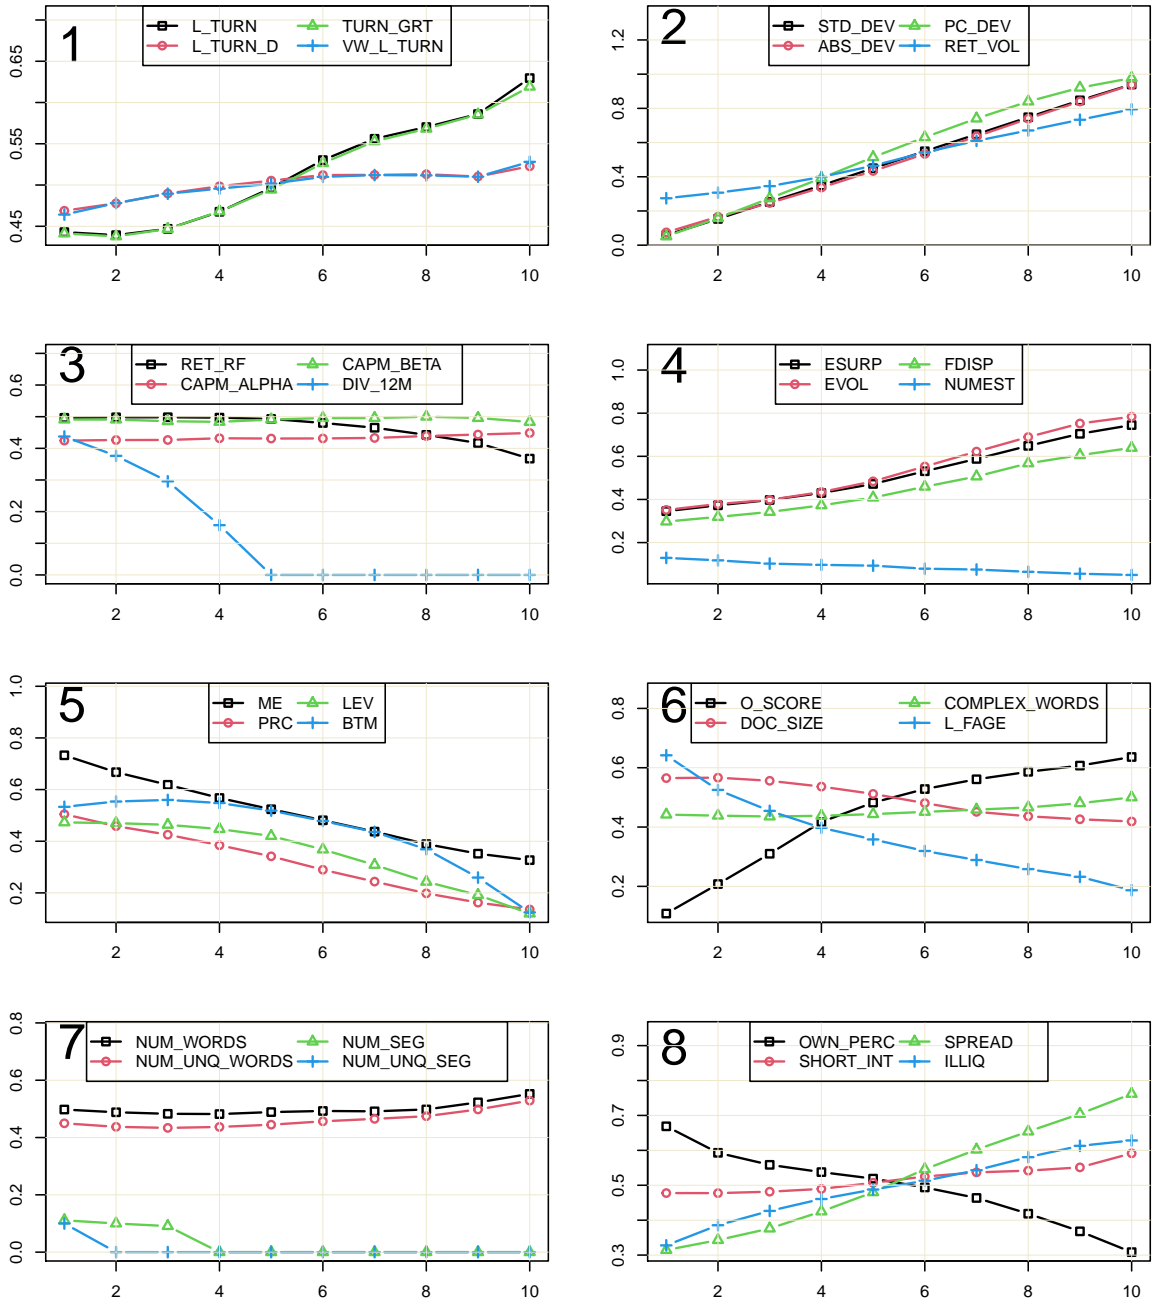 1
L_TURN TURN_GRT
L_TURN_D VW_L_TURN
0.65
0.55
0.45
2 4 6 8 10
2
STD_DEV PC_DEV
ABS_DEV RET_VOL
1.2
0.8
0.4
0.0
2 4 6 8 10
3
RET_RF CAPM_BETA
CAPM_ALPHA DIV_12M
0.6
0.4
0.2
0.0
2 4 6 8 10
4
ESURP FDISP
EVOL NUMEST
1.0
0.8
0.6
0.4
0.2
2 4 6 8 10
5
ME LEV
PRC BTM
1.0
0.8
0.6
0.4
0.2
2 4 6 8 10
6
O_SCORE COMPLEX_WORDS
DOC_SIZE L_FAGE
0.8
0.6
0.4
0.2
2 4 6 8 10
7
NUM_WORDS NUM_SEG
NUM_UNQ_WORDS NUM_UNQ_SEG
0.8
0.6
0.4
0.2
0.0
2 4 6 8 10
8
OWN_PERC SPREAD
SHORT_INT ILLIQ
0.9
0.7
0.5
0.3
2 4 6 8 10